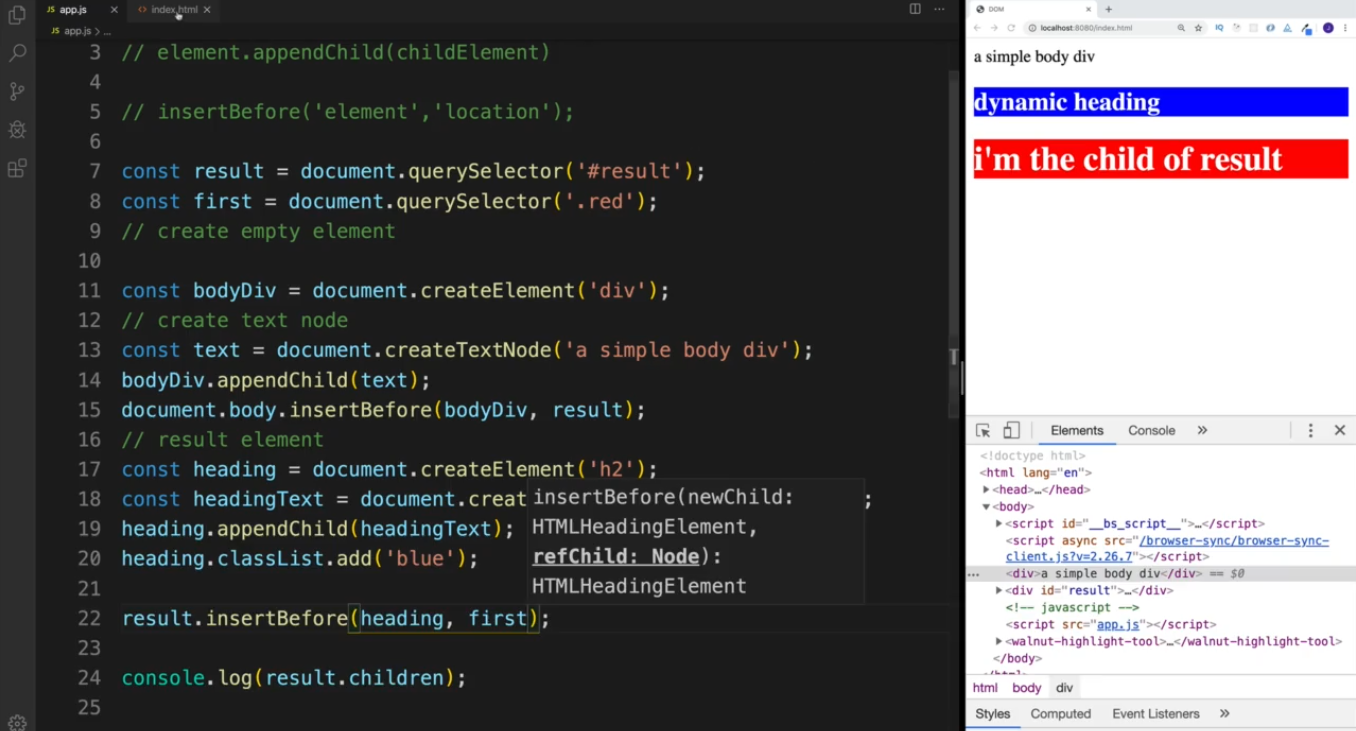 JS app.js × <> index.html ×
JS app.js > ...
3 // element.appendChild(childElement)
4
5 // insertBefore('element','location');
6
7 const result = document.querySelector('#result');
8 const first = document.querySelector('.red');
9 // create empty element
10
11 const bodyDiv = document.createElement('div');
12 // create text node
13 const text = document.createTextNode('a simple body div');
14 bodyDiv.appendChild(text);
15 document.body.insertBefore(bodyDiv, result);
16 // result element
17 const heading = document.createElement('h2');
18 const headingText = document.creat ;
19 heading.appendChild(headingText);
20 heading.classList.add('blue');
21
22 result.insertBefore(heading, first);
23
24 console.log(result.children);
25
insertBefore(newChild:
HTMLHeadingElement,
refChild: Node):
HTMLHeadingElement
DOM
localhost:8080/index.html
a simple body div
dynamic heading
i'm the child of result
Elements Console »
<!doctype html>
<html lang="en">
▶<head>…</head>
▼<body>
▶<script id="__bs_script__">…</script>
<script async src="/browser-sync/browser-sync-
client.js?v=2.26.7"></script>
<div>a simple body div</div> == $0
▶<div id="result">…</div>
<!-- javascript -->
<script src="app.js"></script>
▶<walnut-highlight-tool>…</walnut-highlight-tool>
</body>
</html>
html body div
Styles Computed Event Listeners »